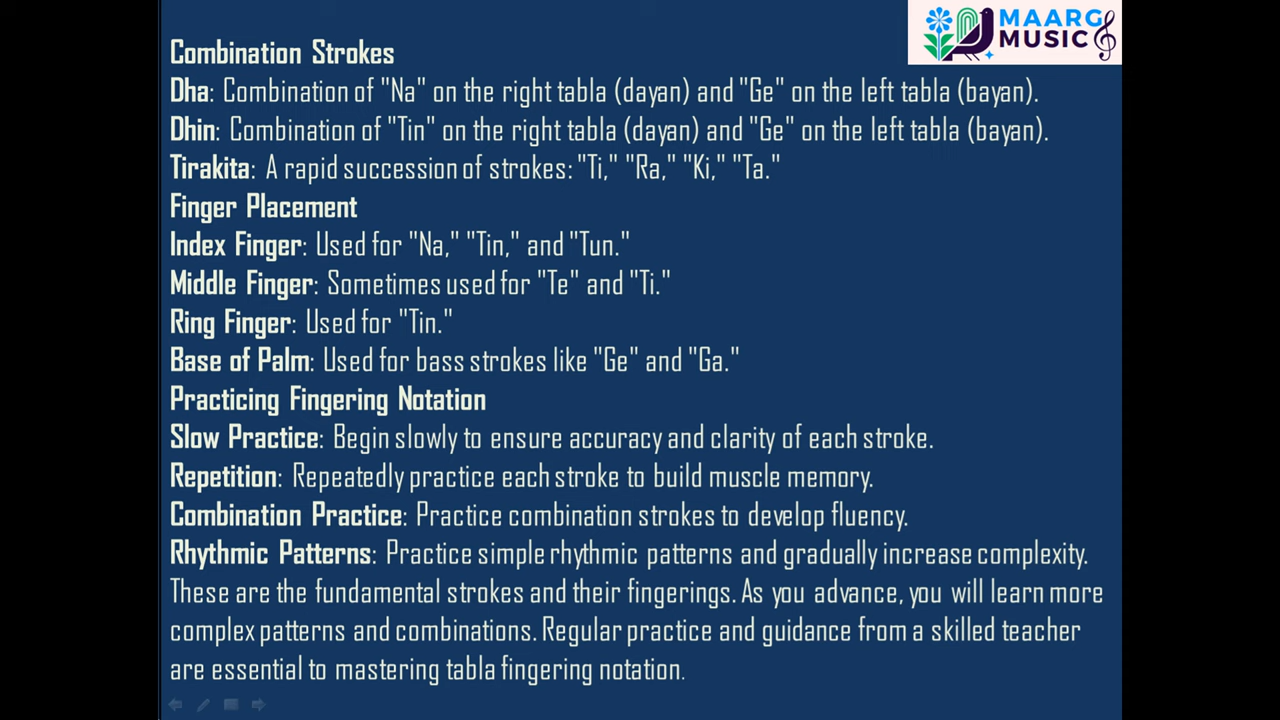 MAARG
MUSIC
Combination Strokes
Dha: Combination of "Na" on the right tabla (dayan) and "Ge" on the left tabla (bayan).
Dhin: Combination of "Tin" on the right tabla (dayan) and "Ge" on the left tabla (bayan).
Tirakita: A rapid succession of strokes: "Ti," "Ra," "Ki," "Ta."
Finger Placement
Index Finger: Used for "Na," "Tin," and "Tun."
Middle Finger: Sometimes used for "Te" and "Ti."
Ring Finger: Used for "Tin."
Base of Palm: Used for bass strokes like "Ge" and "Ga."
Practicing Fingering Notation
Slow Practice: Begin slowly to ensure accuracy and clarity of each stroke.
Repetition: Repeatedly practice each stroke to build muscle memory.
Combination Practice: Practice combination strokes to develop fluency.
Rhythmic Patterns: Practice simple rhythmic patterns and gradually increase complexity.
These are the fundamental strokes and their fingerings. As you advance, you will learn more
complex patterns and combinations. Regular practice and guidance from a skilled teacher
are essential to mastering tabla fingering notation.